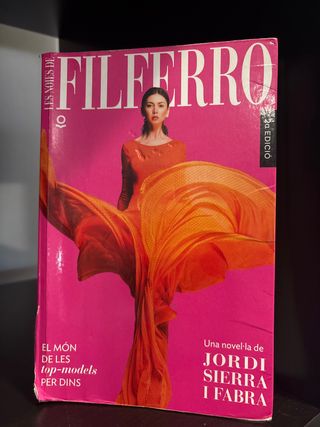 LES NOIES DE
FILFERRO
EDICIÓ
EL MÓN
DE LES
top-models
PER DINS
Una novel·la de
JORDI
SIERRA
I FABRA